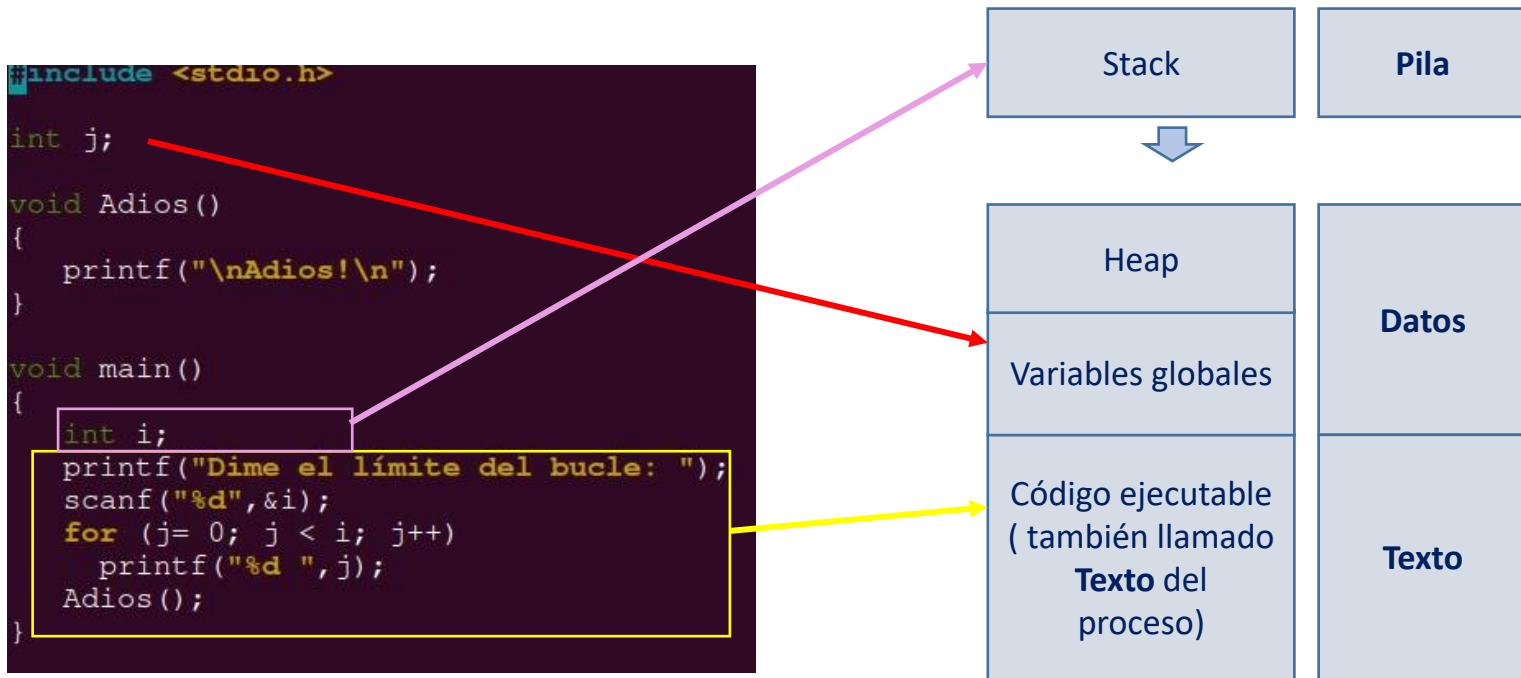 #include <stdio.h>
int j;
void Adios()
{
printf("\nAdios!\n");
}
void main()
{
int i;
printf("Dime el límite del bucle: ");
scanf("%d",&i);
for (j= 0; j < i; j++)
printf("%d ",j);
Adios();
}
Stack
Pila
Heap
Variables globales
Datos
Código ejecutable
( también llamado
Texto del
proceso)
Texto